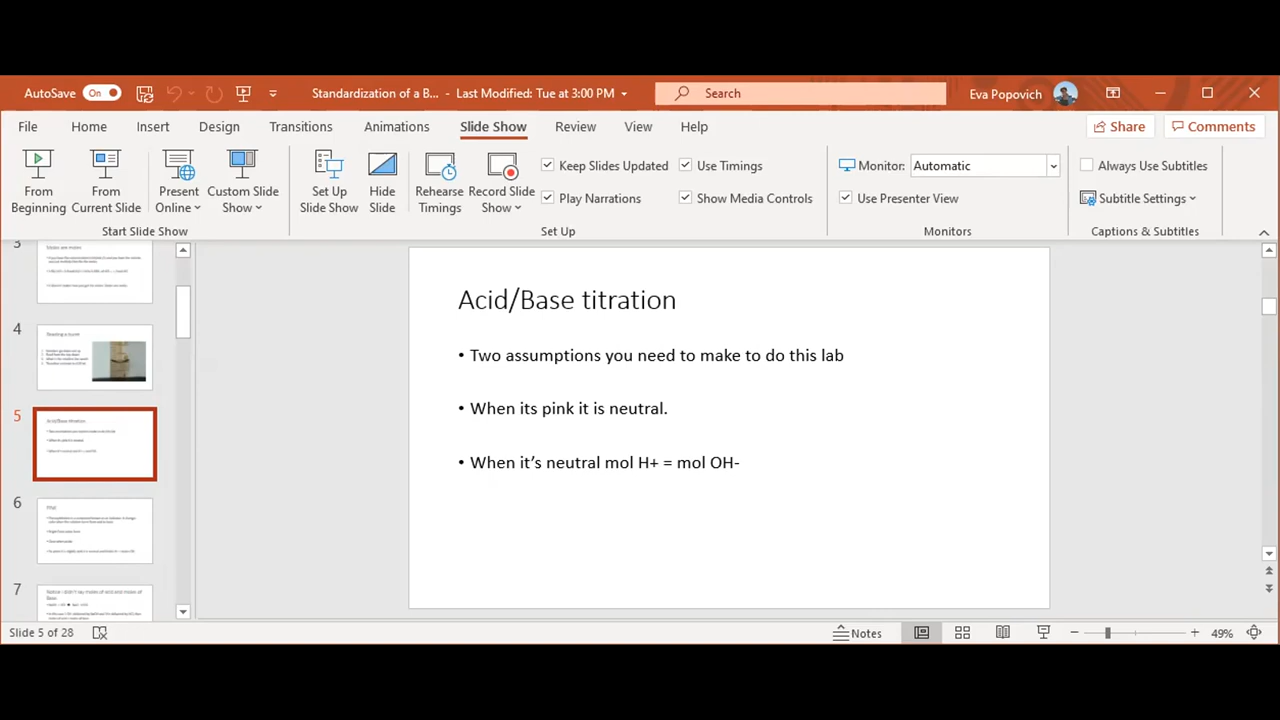 AutoSave On Standardization of a B... - Last Modified: Tue at 3:00 PM Search Eva Popovich
File Home Insert Design Transitions Animations Slide Show Review View Help Share Comments
From Beginning
From Current Slide
Present Online
Custom Slide Show
Set Up Slide Show
Hide Slide
Rehearse Timings
Record Slide Show
Keep Slides Updated
Play Narrations
Use Timings
Show Media Controls
Monitor: Automatic
Use Presenter View
Always Use Subtitles
Subtitle Settings
Start Slide Show Set Up Monitors Captions & Subtitles
3
4
5
Acid/Base titration
6
7
Acid/Base titration
• Two assumptions you need to make to do this lab
• When its pink it is neutral.
• When it’s neutral mol H+ = mol OH-
Slide 5 of 28 Notes 49%